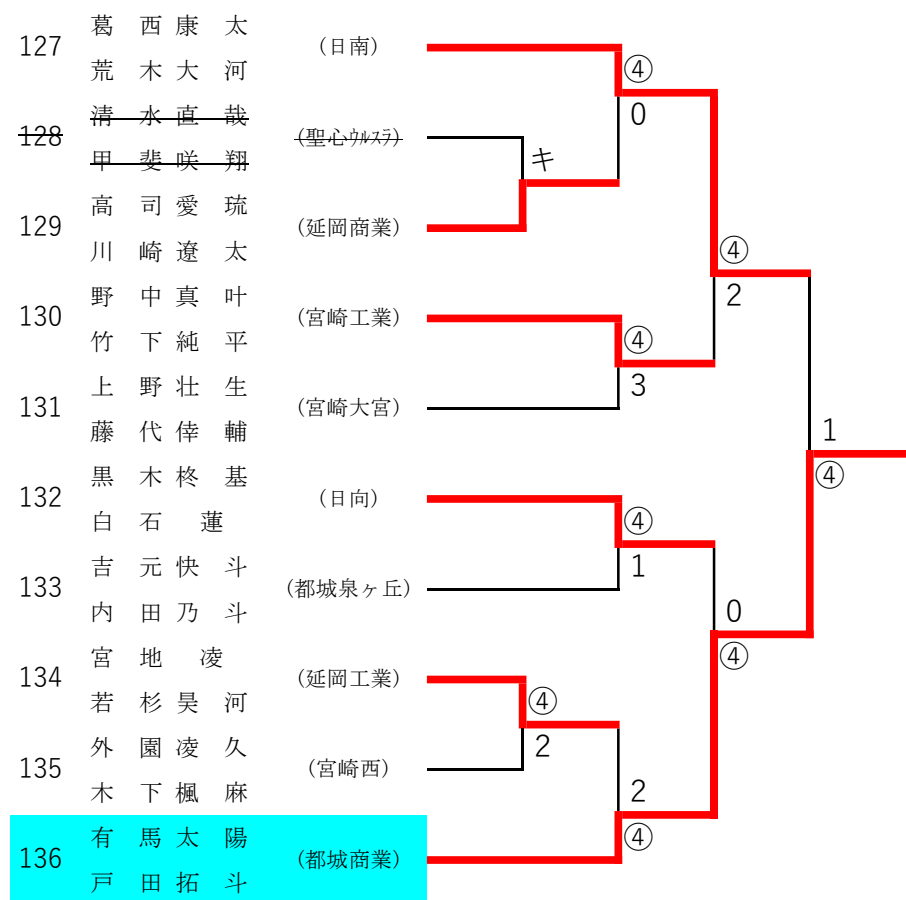 葛 西 康 太
127 (日南) ④
荒 木 大 河
清 水 直 哉 0
128 (聖心ウルスラ)
甲 斐 咲 翔 キ
高 司 愛 琉
129 (延岡商業)
川 崎 遼 太 ④
野 中 真 叶 2
130 (宮崎工業)
竹 下 純 平 ④
上 野 壮 生 3
131 (宮崎大宮)
藤 代 倖 輔 1
黒 木 柊 基 ④
132 (日向)
白 石 蓮 ④
吉 元 快 斗 1
133 (都城泉ヶ丘)
内 田 乃 斗 0
宮 地 凌 ④
134 (延岡工業)
若 杉 昊 河 ④
外 園 凌 久 2
135 (宮崎西)
木 下 楓 麻 2
有 馬 太 陽 ④
136 (都城商業)
戸 田 拓 斗